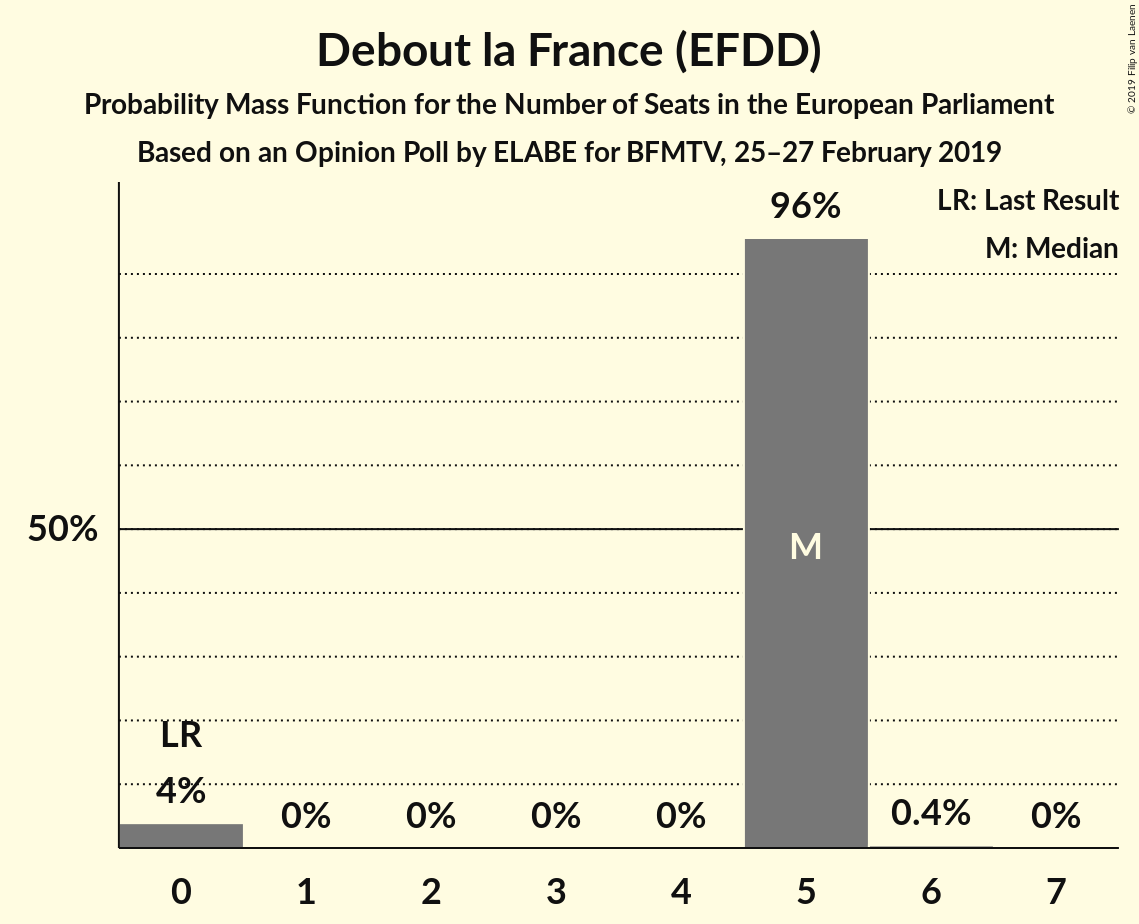 Debout la France (EFDD)
Probability Mass Function for the Number of Seats in the European Parliament
Based on an Opinion Poll by ELABE for BFMTV, 25–27 February 2019
© 2019 Filip van Laenen
LR: Last Result
M: Median
96%
50%
M
LR
4%
0%
0%
0%
0%
0.4%
0%
0
1
2
3
4
5
6
7